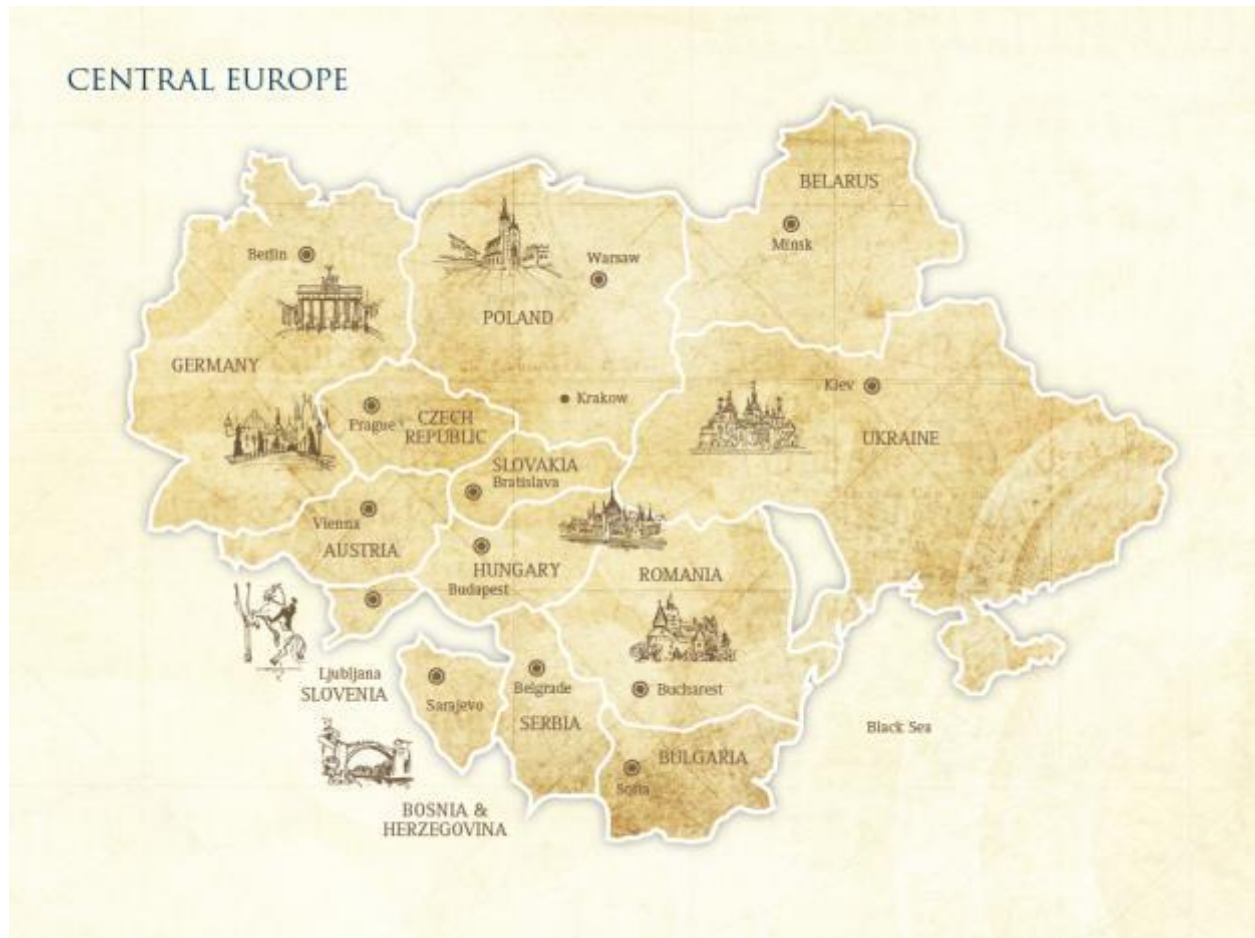 CENTRAL EUROPE
BELARUS
Minsk
Berlin
Warsaw
POLAND
GERMANY
Kiev
Krakow
Prague
CZECH
REPUBLIC
UKRAINE
SLOVAKIA
Bratislava
Vienna
AUSTRIA
HUNGARY
Budapest
ROMANIA
Ljubljana
SLOVENIA
Sarajevo
Belgrade
SERBIA
Bucharest
Black Sea
BULGARIA
Sofia
BOSNIA &
HERZEGOVINA